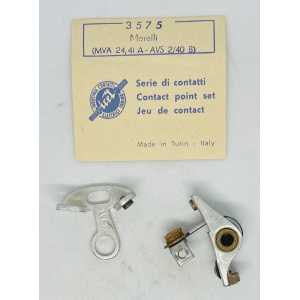 3575
Marelli
(MVA 24,4i A - AVS 2/40 B)
Serie di contatti
Contact point set
Jeu de contact
Made in Turin - Italy